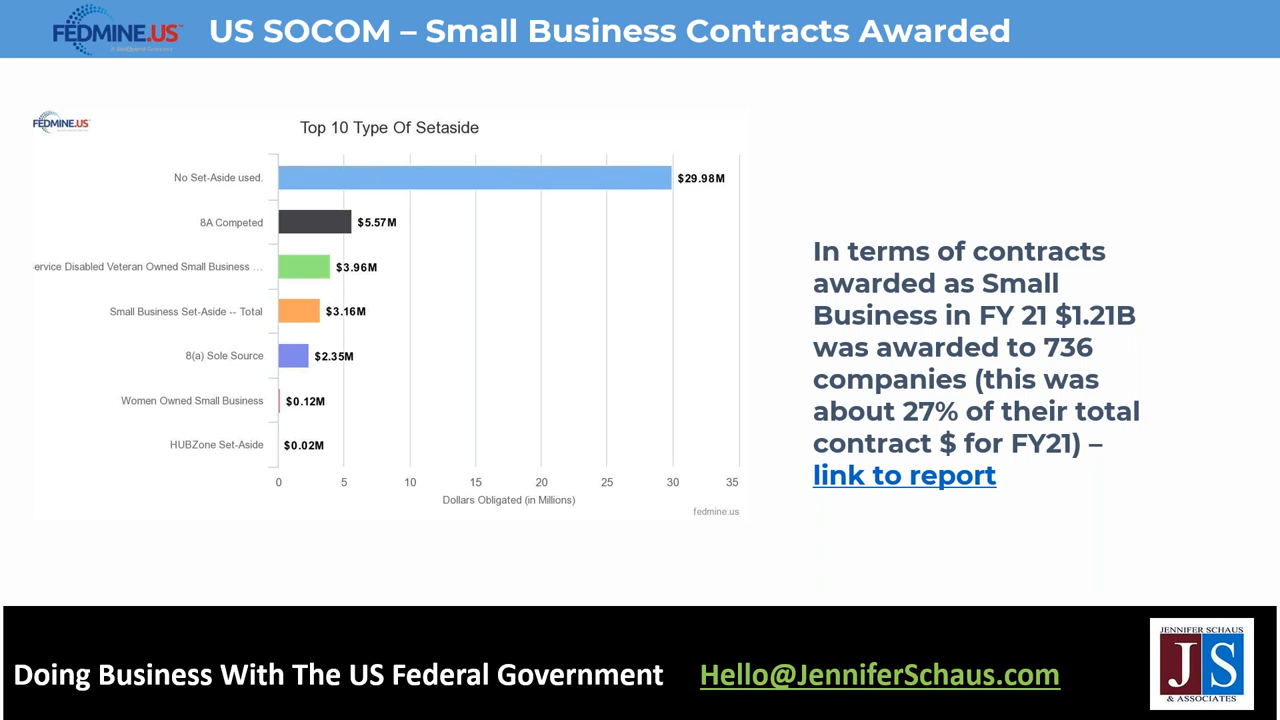 FEDMINE.US™
US SOCOM – Small Business Contracts Awarded
FEDMINE.US
Top 10 Type Of Setaside
No Set-Aside used.
$29.98M
8A Competed
$5.57M
ervice Disabled Veteran Owned Small Business ...
$3.96M
Small Business Set-Aside -- Total
$3.16M
8(a) Sole Source
$2.35M
Women Owned Small Business
$0.12M
HUBZone Set-Aside
$0.02M
0 5 10 15 20 25 30 35
Dollars Obligated (in Millions)
fedmine.us
In terms of contracts
awarded as Small
Business in FY 21 $1.21B
was awarded to 736
companies (this was
about 27% of their total
contract $ for FY21) –
link to report
Doing Business With The US Federal Government
Hello@JenniferSchaus.com
JENNIFER SCHAUS
JS
& ASSOCIATES